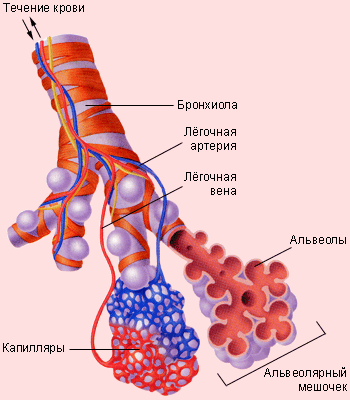 Течение крови
Бронхиола
Лёгочная
артерия
Лёгочная
вена
Альвеолы
Капилляры
Альвеолярный
мешочек